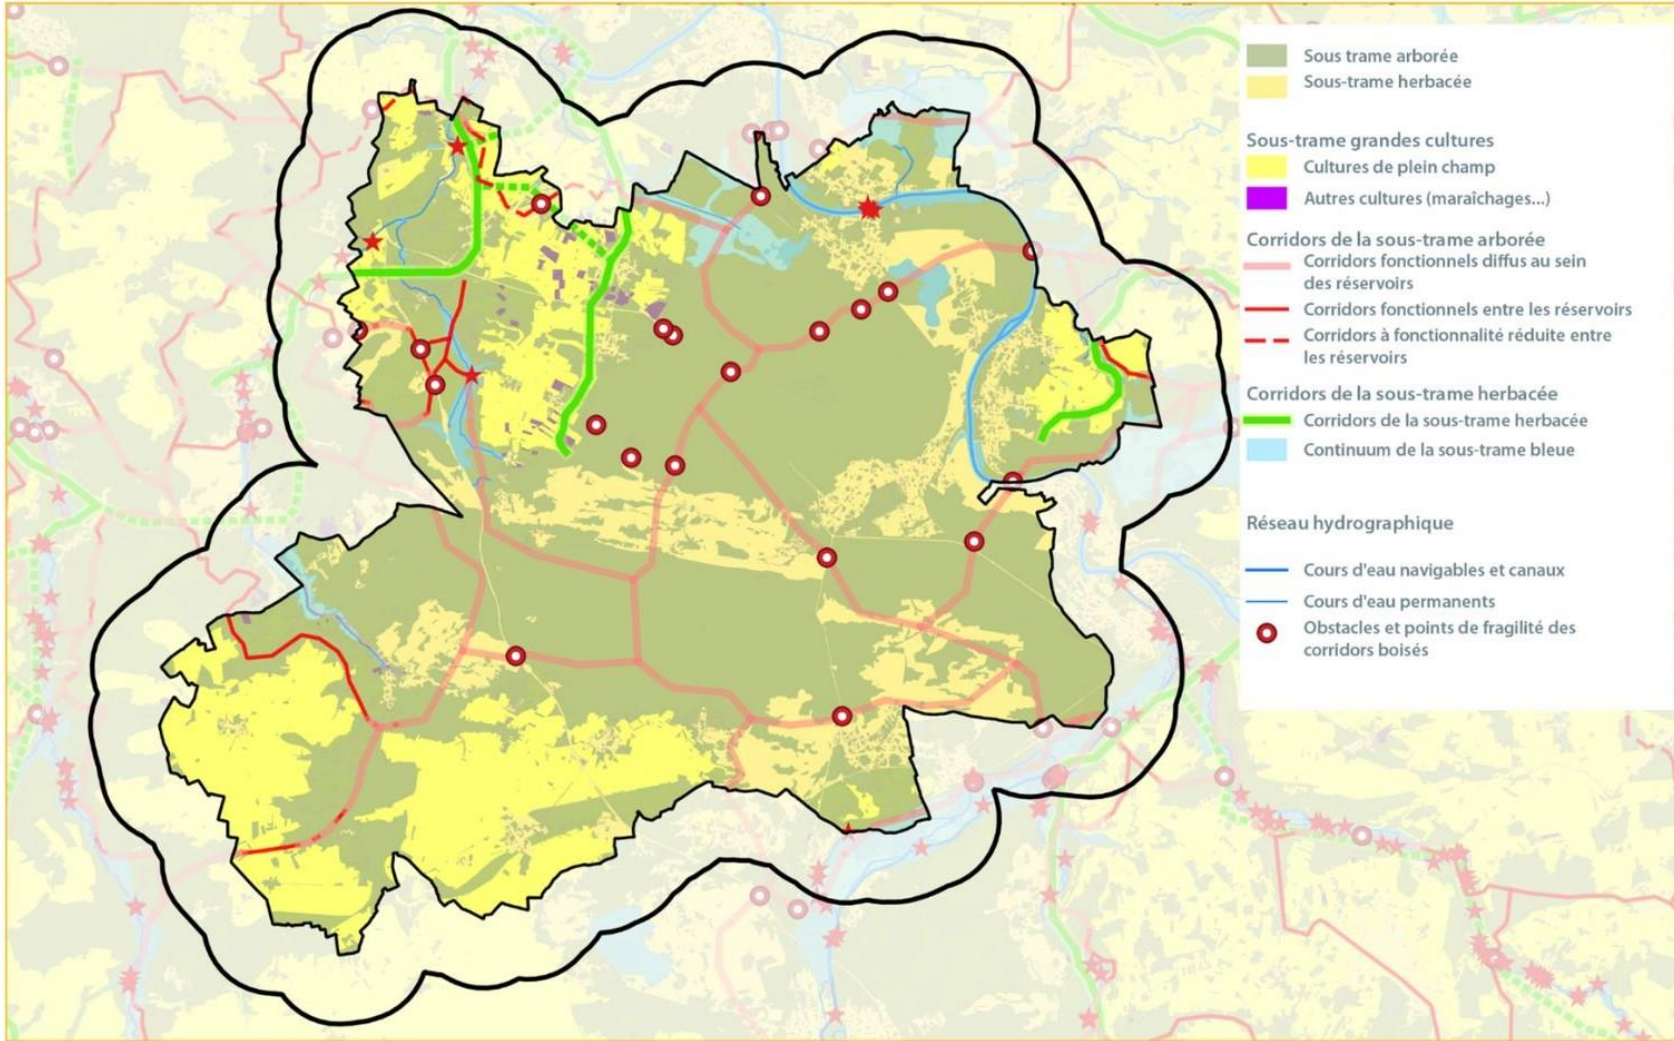 Sous trame arborée
Sous-trame herbacée
Sous-trame grandes cultures
Cultures de plein champ
Autres cultures (maraîchages...)
Corridors de la sous-trame arborée
Corridors fonctionnels diffus au sein
des réservoirs
Corridors fonctionnels entre les réservoirs
Corridors à fonctionnalité réduite entre
les réservoirs
Corridors de la sous-trame herbacée
Corridors de la sous-trame herbacée
Continuum de la sous-trame bleue
Réseau hydrographique
Cours d'eau navigables et canaux
Cours d'eau permanents
Obstacles et points de fragilité des
corridors boisés